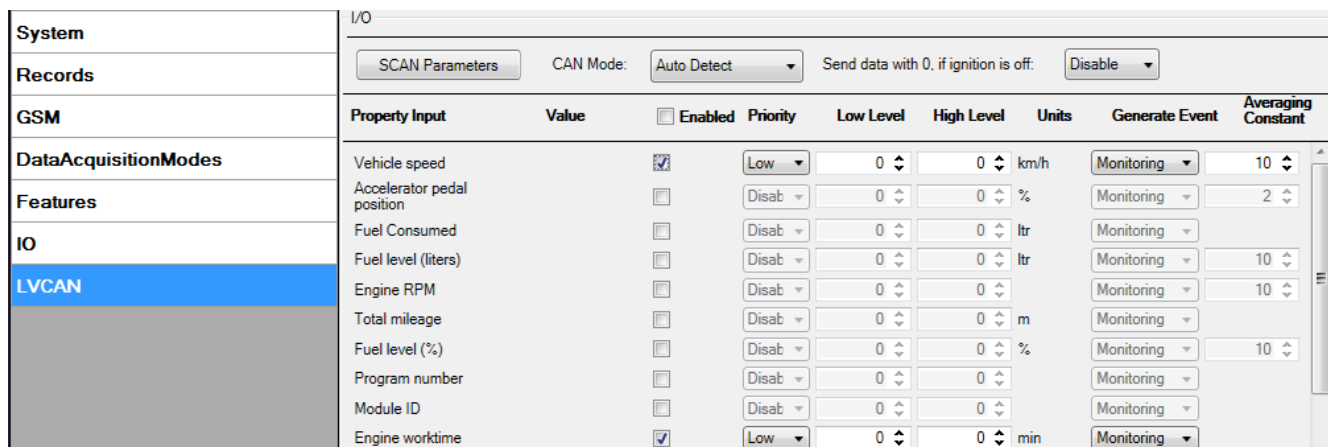 I/O
System
Records
GSM
DataAcquisitionModes
Features
IO
LVCAN
SCAN Parameters CAN Mode: Auto Detect Send data with 0, if ignition is off: Disable
Property Input Value Enabled Priority Low Level High Level Units Generate Event Averaging Constant
Vehicle speed Low 0 0 km/h Monitoring 10
Accelerator pedal position Disab 0 0 % Monitoring 2
Fuel Consumed Disab 0 0 ltr Monitoring
Fuel level (liters) Disab 0 0 ltr Monitoring 10
Engine RPM Disab 0 0 Monitoring 10
Total mileage Disab 0 0 m Monitoring
Fuel level (%) Disab 0 0 % Monitoring 10
Program number Disab 0 0 Monitoring
Module ID Disab 0 0 Monitoring
Engine worktime Low 0 0 min Monitoring